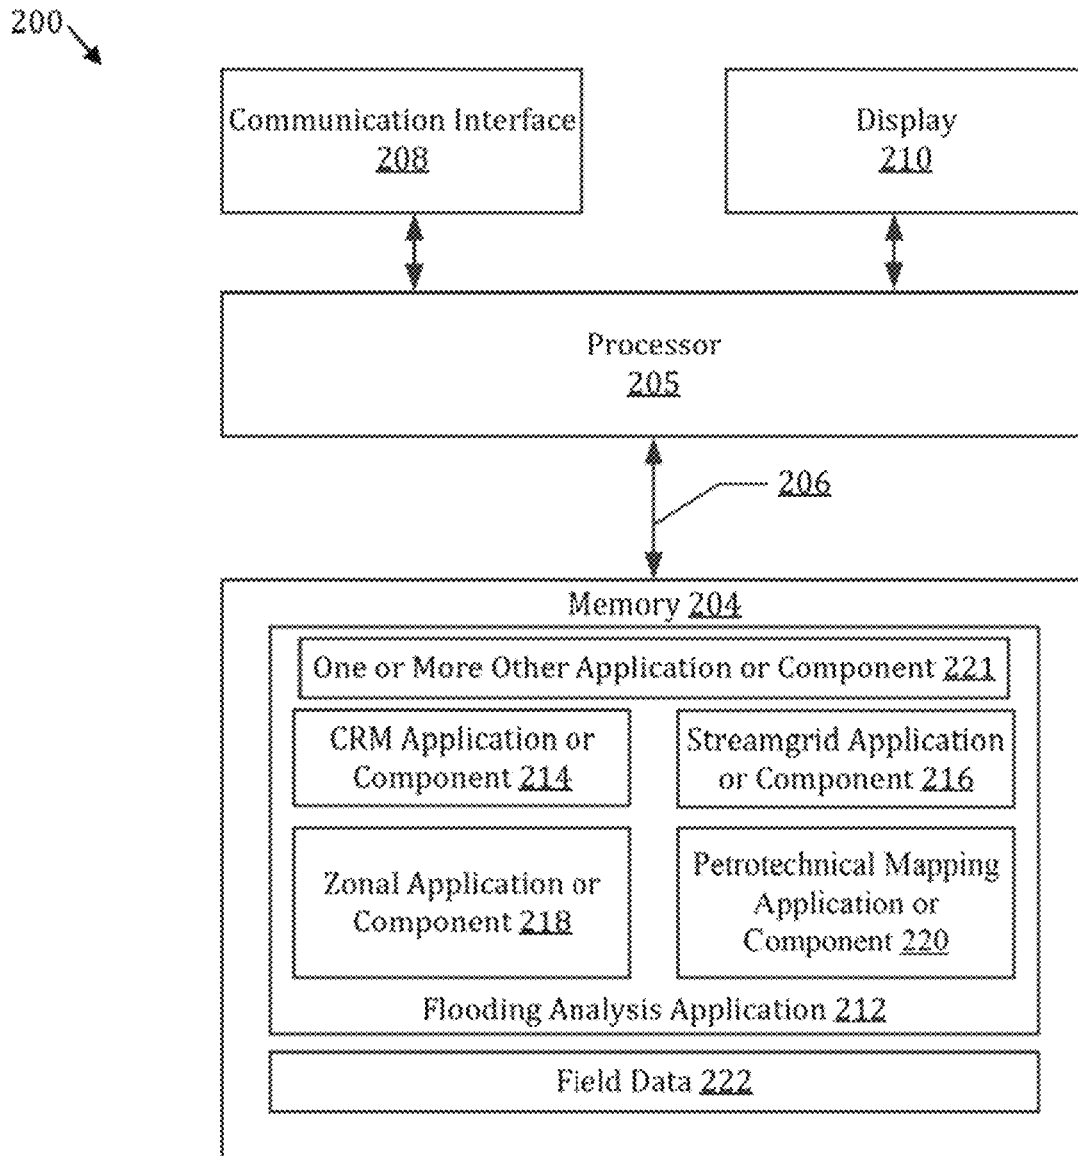 200
Communication Interface
208
Display
210
Processor
205
206
Memory 204
One or More Other Application or Component 221
CRM Application or
Component 214
Streamgrid Application
or Component 216
Zonal Application or
Component 218
Petrotechnical Mapping
Application or
Component 220
Flooding Analysis Application 212
Field Data 222